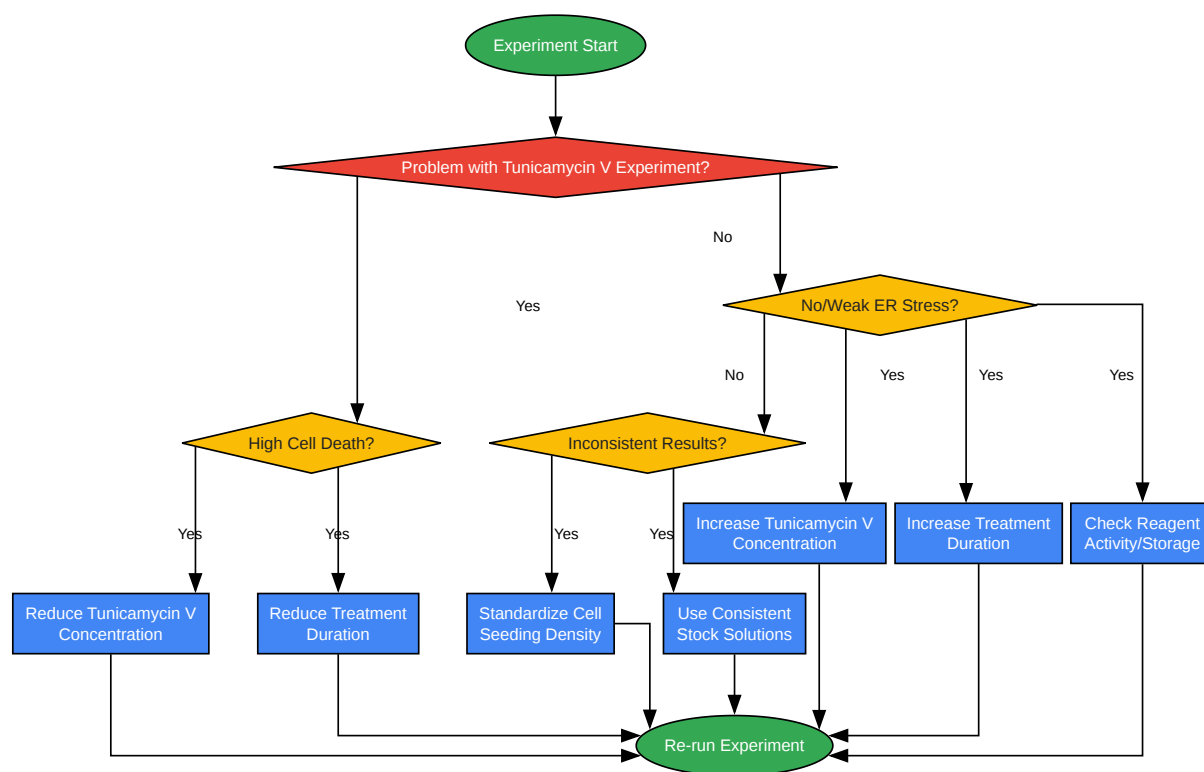 Experiment Start
Problem with Tunicamycin V Experiment?
No
Yes
No/Weak ER Stress?
No
Yes
Yes
Yes
High Cell Death?
Inconsistent Results?
Yes
Yes
Yes
Yes
Increase Tunicamycin V
Concentration
Increase Treatment
Duration
Check Reagent
Activity/Storage
Reduce Tunicamycin V
Concentration
Reduce Treatment
Duration
Standardize Cell
Seeding Density
Use Consistent
Stock Solutions
Re-run Experiment